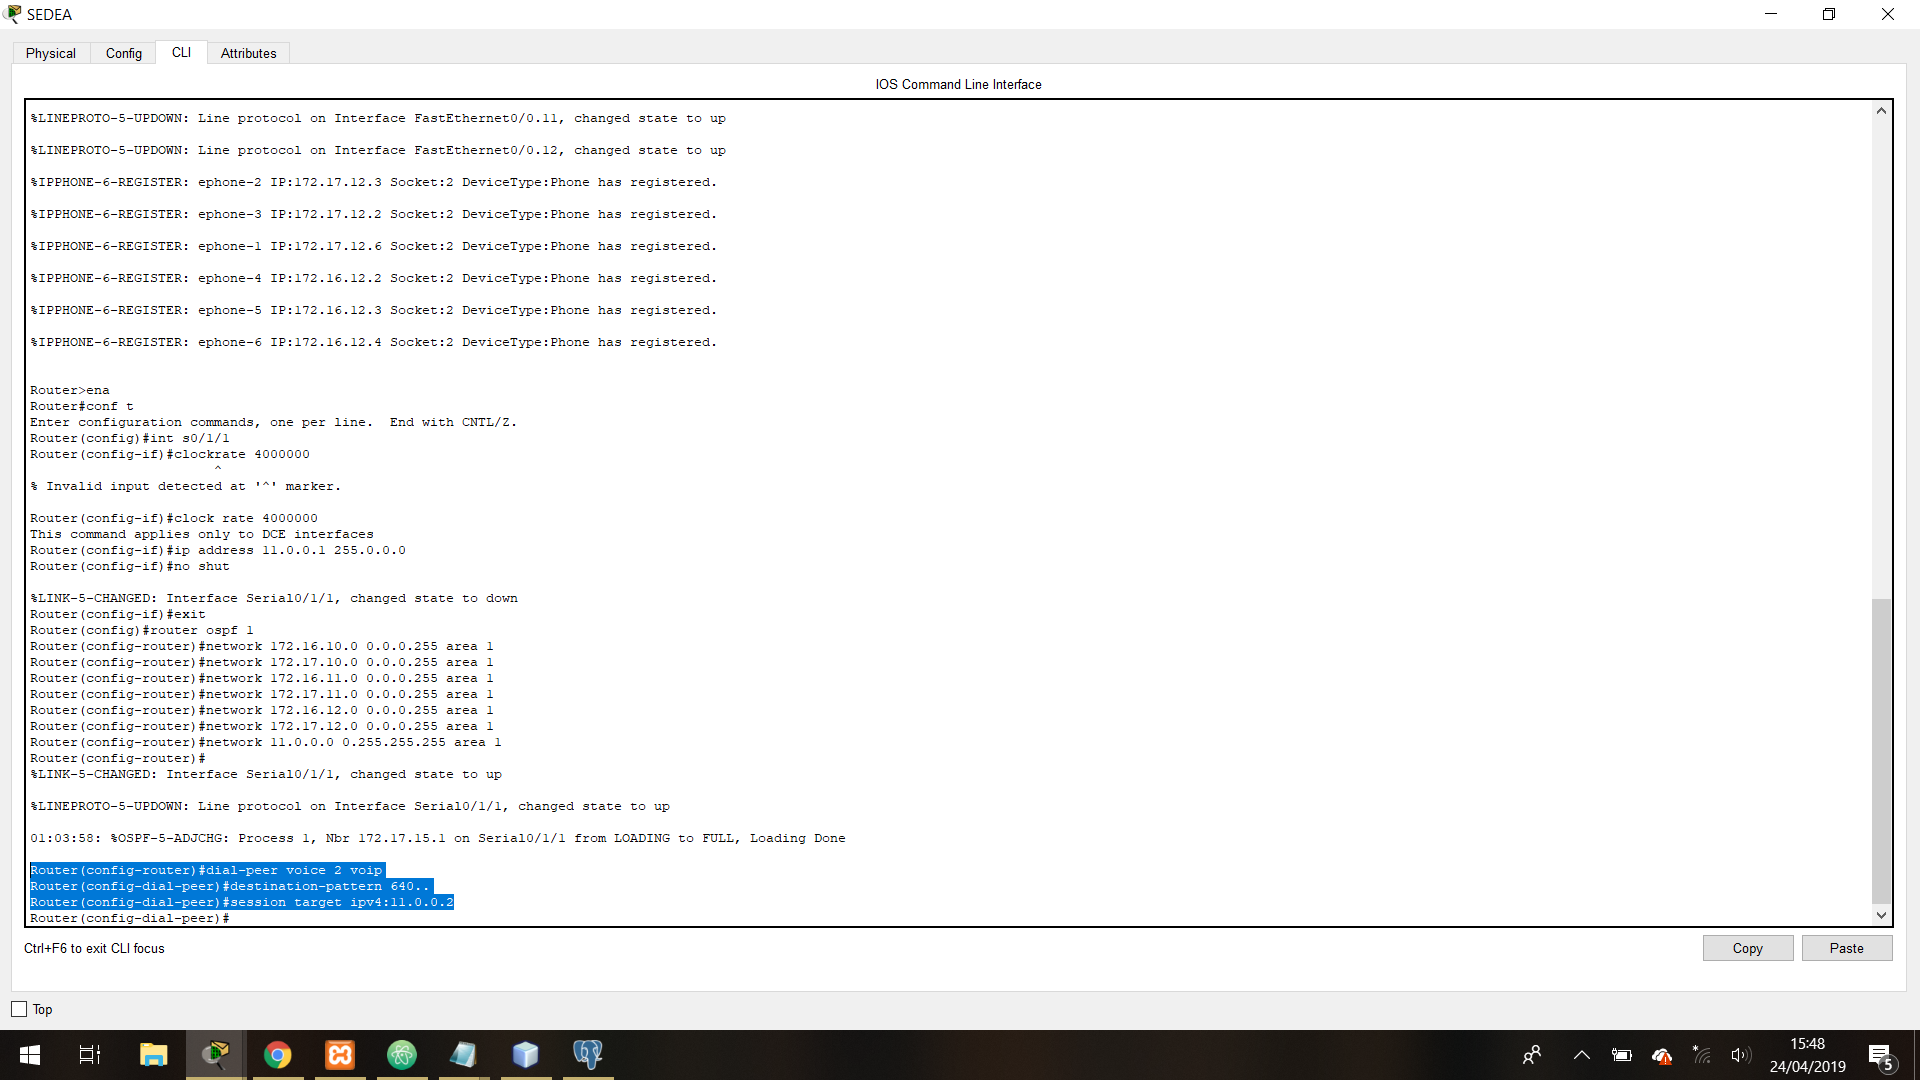 SEDEA
Physical
Config
CLI
Attributes
IOS Command Line Interface
%LINEPROTO-5-UPDOWN: Line protocol on Interface FastEthernet0/0.11, changed state to up
%LINEPROTO-5-UPDOWN: Line protocol on Interface FastEthernet0/0.12, changed state to up
%IPPHONE-6-REGISTER: ephone-2 IP:172.17.12.3 Socket:2 DeviceType:Phone has registered.
%IPPHONE-6-REGISTER: ephone-3 IP:172.17.12.2 Socket:2 DeviceType:Phone has registered.
%IPPHONE-6-REGISTER: ephone-1 IP:172.17.12.6 Socket:2 DeviceType:Phone has registered.
%IPPHONE-6-REGISTER: ephone-4 IP:172.16.12.2 Socket:2 DeviceType:Phone has registered.
%IPPHONE-6-REGISTER: ephone-5 IP:172.16.12.3 Socket:2 DeviceType:Phone has registered.
%IPPHONE-6-REGISTER: ephone-6 IP:172.16.12.4 Socket:2 DeviceType:Phone has registered.
Router>ena
Router#conf t
Enter configuration commands, one per line.  End with CNTL/Z.
Router(config)#int s0/1/1
Router(config-if)#clockrate 4000000
^
% Invalid input detected at '^' marker.
Router(config-if)#clock rate 4000000
This command applies only to DCE interfaces
Router(config-if)#ip address 11.0.0.1 255.0.0.0
Router(config-if)#no shut
%LINK-5-CHANGED: Interface Serial0/1/1, changed state to down
Router(config-if)#exit
Router(config)#router ospf 1
Router(config-router)#network 172.16.10.0 0.0.0.255 area 1
Router(config-router)#network 172.17.10.0 0.0.0.255 area 1
Router(config-router)#network 172.16.11.0 0.0.0.255 area 1
Router(config-router)#network 172.17.11.0 0.0.0.255 area 1
Router(config-router)#network 172.16.12.0 0.0.0.255 area 1
Router(config-router)#network 172.17.12.0 0.0.0.255 area 1
Router(config-router)#network 11.0.0.0 0.255.255.255 area 1
Router(config-router)#
%LINK-5-CHANGED: Interface Serial0/1/1, changed state to up
%LINEPROTO-5-UPDOWN: Line protocol on Interface Serial0/1/1, changed state to up
01:03:58: %OSPF-5-ADJCHG: Process 1, Nbr 172.17.15.1 on Serial0/1/1 from LOADING to FULL, Loading Done
Router(config-router)#dial-peer voice 2 voip
Router(config-dial-peer)#destination-pattern 640..
Router(config-dial-peer)#session target ipv4:11.0.0.2
Router(config-dial-peer)#
Ctrl+F6 to exit CLI focus
Copy
Paste
Top
15:48
24/04/2019
5